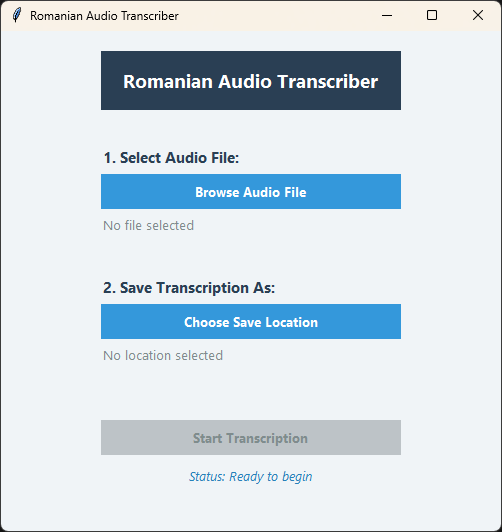 Romanian Audio Transcriber
Romanian Audio Transcriber
1. Select Audio File:
Browse Audio File
No file selected
2. Save Transcription As:
Choose Save Location
No location selected
Start Transcription
Status: Ready to begin